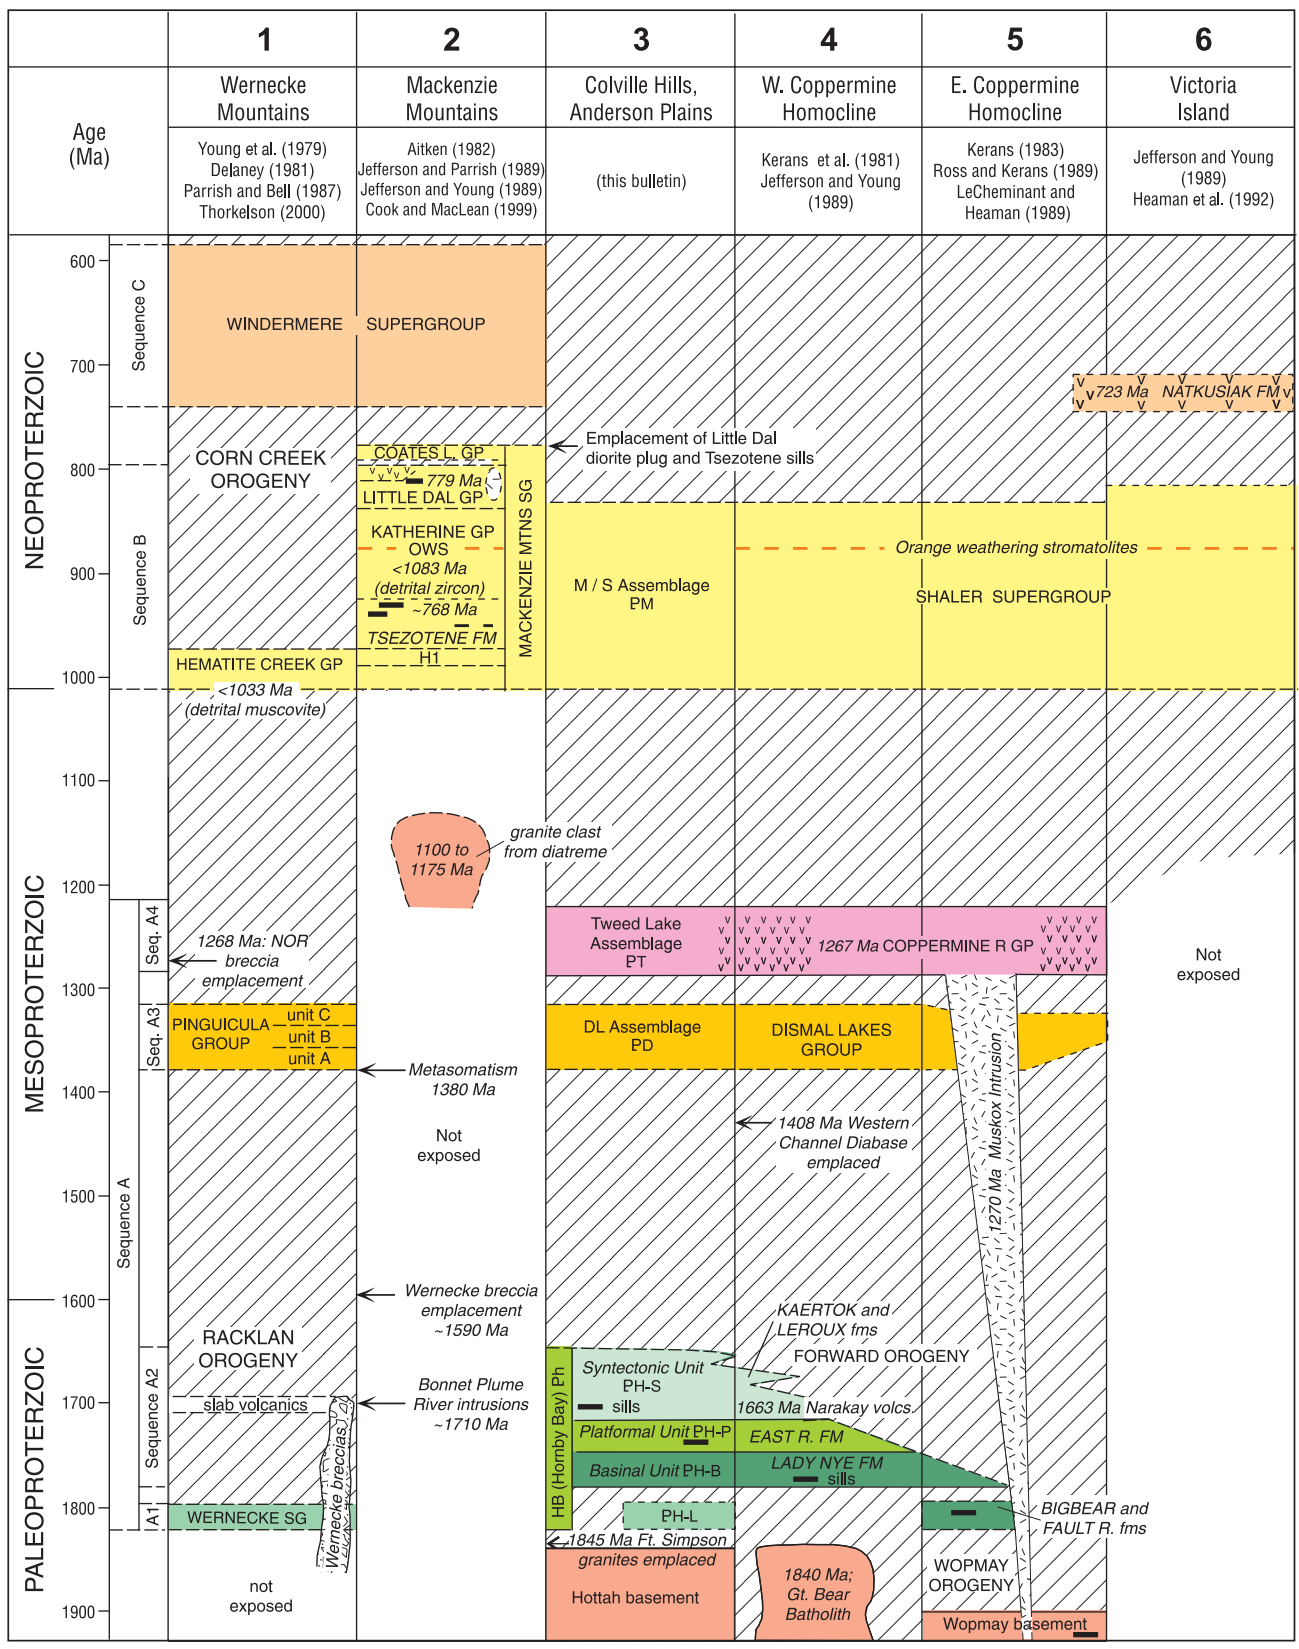 1
2
3
4
5
6
Age
(Ma)
Wernecke
Mountains
Mackenzie
Mountains
Colville Hills,
Anderson Plains
W. Coppermine
Homocline
E. Coppermine
Homocline
Victoria
Island
Young et al. (1979)
Delaney (1981)
Parrish and Bell (1987)
Thorkelson (2000)
Aitken (1982)
Jefferson and Parrish (1989)
Jefferson and Young (1989)
Cook and MacLean (1999)
(this bulletin)
Kerans et al. (1981)
Jefferson and Young
(1989)
Kerans (1983)
Ross and Kerans (1989)
LeCheminant and
Heaman (1989)
Jefferson and Young
(1989)
Heaman et al. (1992)
NEOPROTERZOIC
MESOPROTERZOIC
PALEOPROTERZOIC
600
700
800
900
1000
1100
1200
1300
1400
1500
1600
1700
1800
1900
Sequence C
Sequence B
Sequence A
Seq. A4
Seq. A3
Sequence A2
A1
WINDERMERE SUPERGROUP
CORN CREEK
OROGENY
HEMATITE CREEK GP
<1033 Ma
(detrital muscovite)
1268 Ma: NOR
breccia
emplacement
PINGUICULA
GROUP
unit C
unit B
unit A
RACKLAN
OROGENY
slab volcanics
Wernecke breccias
WERNECKE SG
not
exposed
COATES L. GP
779 Ma
LITTLE DAL GP
KATHERINE GP
OWS
<1083 Ma
(detrital zircon)
~768 Ma
TSEZOTENE FM
H1
MACKENZIE MTNS SG
1100 to
1175 Ma
granite clast
from diatreme
Metasomatism
1380 Ma
Not
exposed
Wernecke breccia
emplacement
~1590 Ma
Bonnet Plume
River intrusions
~1710 Ma
Emplacement of Little Dal
diorite plug and Tsezotene sills
M / S Assemblage
PM
Tweed Lake
Assemblage
PT
DL Assemblage
PD
HB (Hornby Bay) Ph
Syntectonic Unit
PH-S
sills
Platformal Unit PH-P
Basinal Unit PH-B
PH-L
1845 Ma Ft. Simpson
granites emplaced
Hottah basement
Orange weathering stromatolites
SHALER SUPERGROUP
1267 Ma COPPERMINE R GP
DISMAL LAKES
GROUP
1408 Ma Western
Channel Diabase
emplaced
KAERTOK and
LEROUX fms
FORWARD OROGENY
1663 Ma Narakay volcs.
EAST R. FM
LADY NYE FM
sills
1840 Ma;
Gt. Bear
Batholith
1270 Ma Muskox Intrusion
BIGBEAR and
FAULT R. fms
WOPMAY
OROGENY
Wopmay basement
723 Ma NATKUSIAK FM
Not
exposed